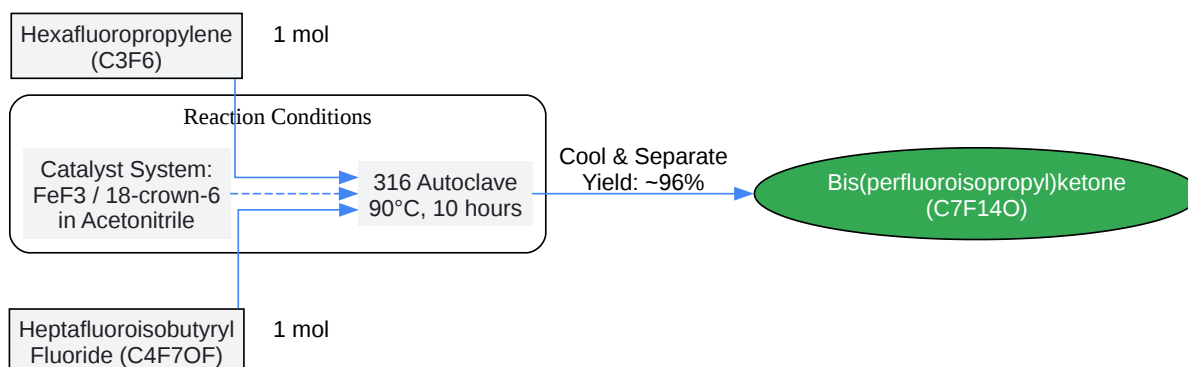 Hexafluoropropylene
(C3F6)
1 mol
Reaction Conditions
Catalyst System:
FeF3 / 18-crown-6
in Acetonitrile
316 Autoclave
90°C, 10 hours
Cool & Separate
Yield: ~96%
Bis(perfluoroisopropyl)ketone
(C7F14O)
Heptafluoroisobutyryl
Fluoride (C4F7OF)
1 mol